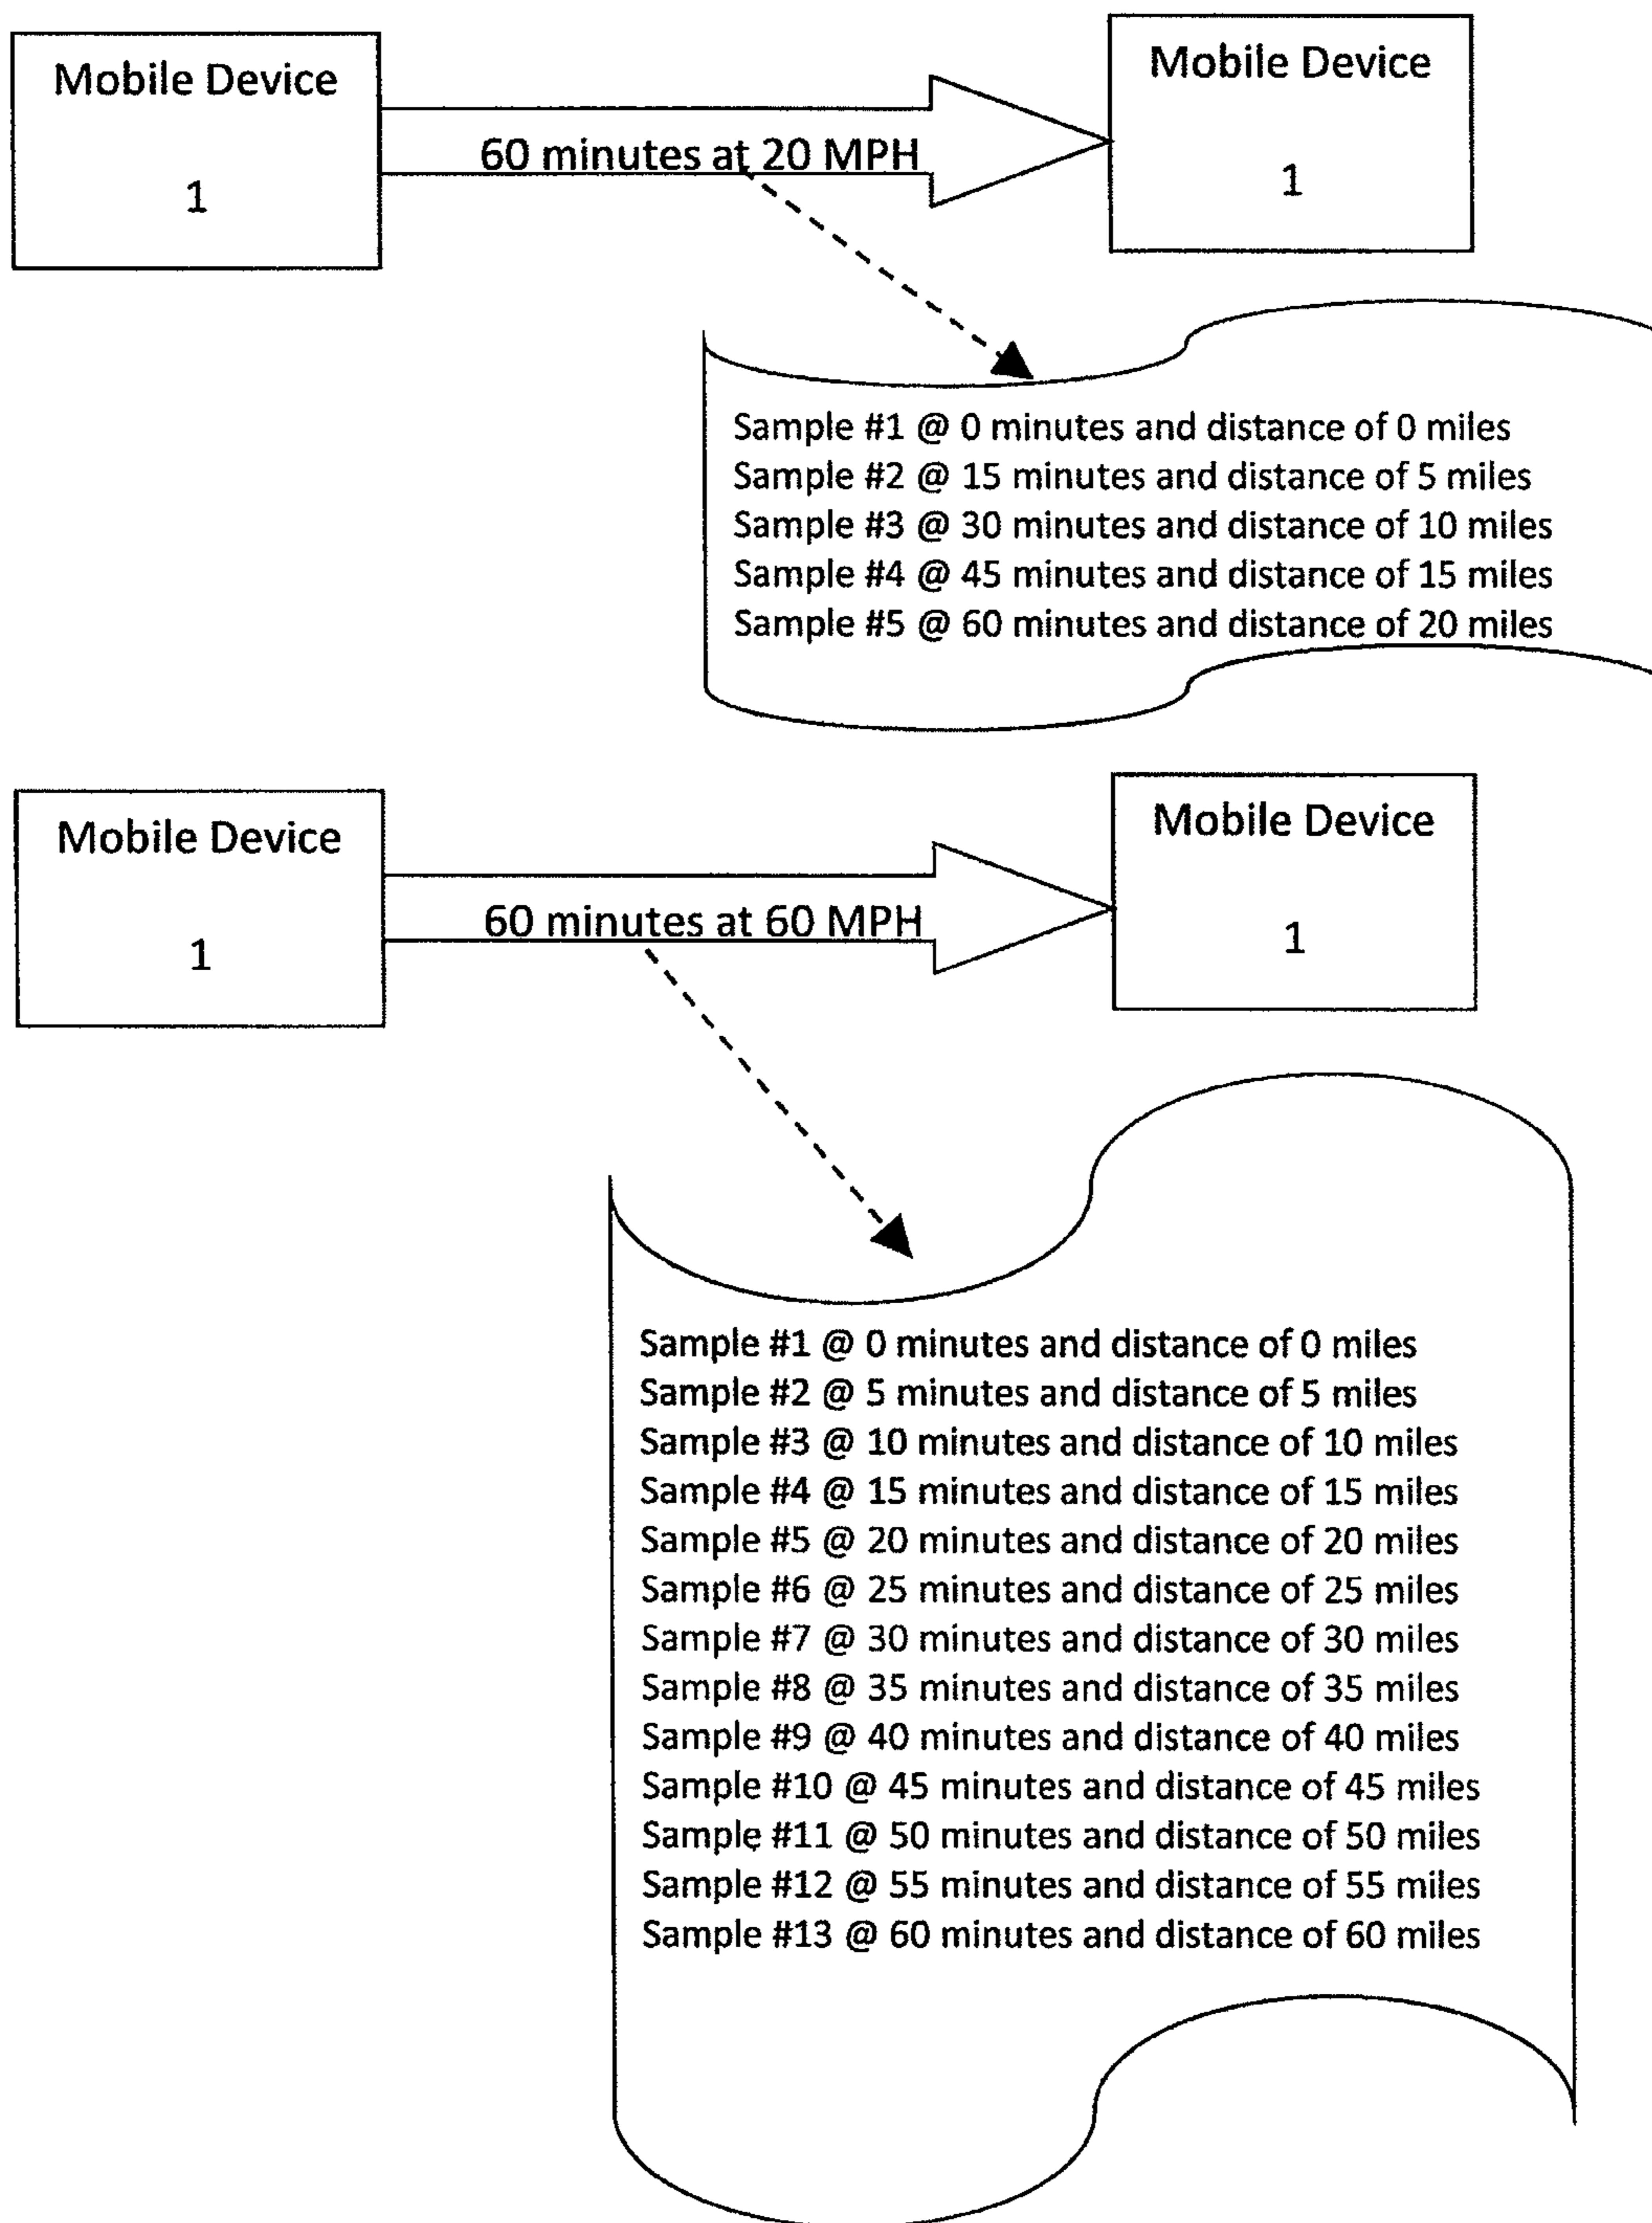 Mobile Device
1
60 minutes at 20 MPH
Mobile Device
1
Sample #1 @ 0 minutes and distance of 0 miles
Sample #2 @ 15 minutes and distance of 5 miles
Sample #3 @ 30 minutes and distance of 10 miles
Sample #4 @ 45 minutes and distance of 15 miles
Sample #5 @ 60 minutes and distance of 20 miles
Mobile Device
1
60 minutes at 60 MPH
Mobile Device
1
Sample #1 @ 0 minutes and distance of 0 miles
Sample #2 @ 5 minutes and distance of 5 miles
Sample #3 @ 10 minutes and distance of 10 miles
Sample #4 @ 15 minutes and distance of 15 miles
Sample #5 @ 20 minutes and distance of 20 miles
Sample #6 @ 25 minutes and distance of 25 miles
Sample #7 @ 30 minutes and distance of 30 miles
Sample #8 @ 35 minutes and distance of 35 miles
Sample #9 @ 40 minutes and distance of 40 miles
Sample #10 @ 45 minutes and distance of 45 miles
Sample #11 @ 50 minutes and distance of 50 miles
Sample #12 @ 55 minutes and distance of 55 miles
Sample #13 @ 60 minutes and distance of 60 miles